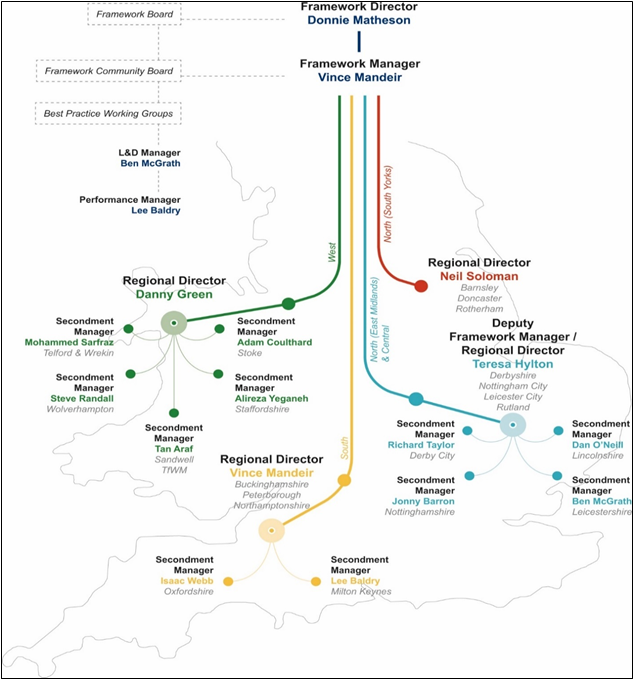 Framework Director
Donnie Matheson
Framework Board
Framework Manager
Vince Mandeir
Framework Community Board
Best Practice Working Groups
L&D Manager
Ben McGrath
Performance Manager
Lee Baldry
West
North (South Yorks)
North (East Midlands)
& Central
South
Regional Director
Neil Soloman
Barnsley
Doncaster
Rotherham
Regional Director
Danny Green
Secondment
Manager
Mohammed Sarfraz
Telford & Wrekin
Secondment
Manager
Adam Coulthard
Stoke
Secondment
Manager
Steve Randall
Wolverhampton
Secondment
Manager
Alireza Yeganeh
Staffordshire
Secondment
Manager
Tan Araf
Sandwell
TfWM
Deputy
Framework Manager /
Regional Director
Teresa Hylton
Derbyshire
Nottingham City
Leicester City
Rutland
Secondment
Manager
Richard Taylor
Derby City
Secondment
Manager
Dan O'Neill
Lincolnshire
Secondment
Manager
Jonny Barron
Nottinghamshire
Secondment
Manager
Ben McGrath
Leicestershire
Regional Director
Vince Mandeir
Buckinghamshire
Peterborough
Northamptonshire
Secondment
Manager
Isaac Webb
Oxfordshire
Secondment
Manager
Lee Baldry
Milton Keynes